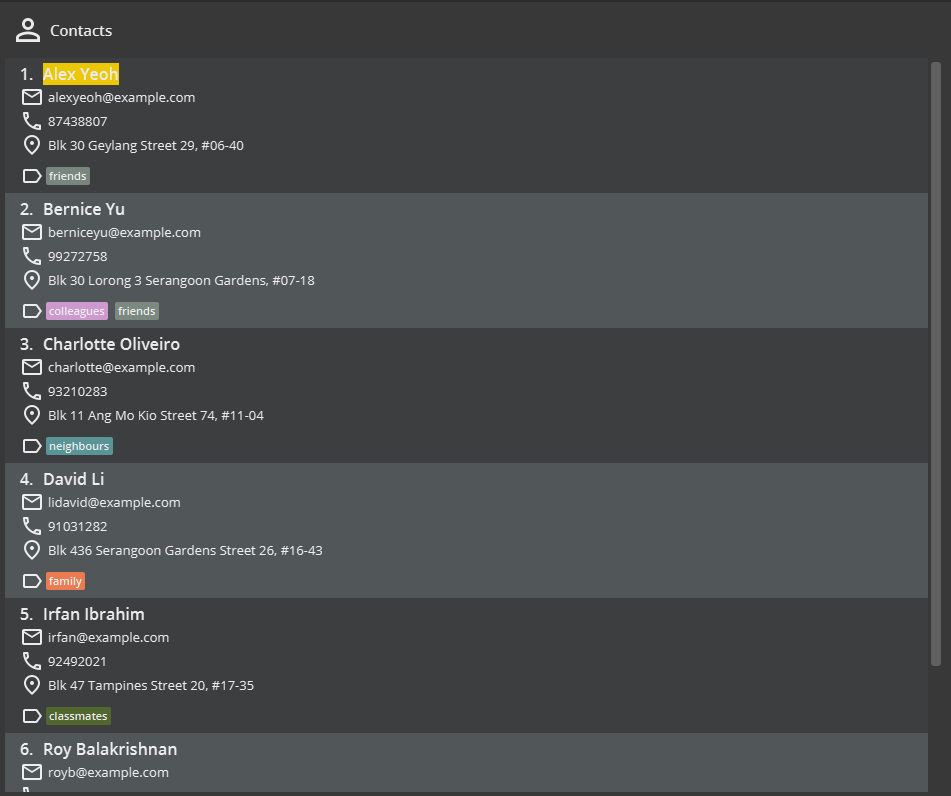 Contacts
1. Alex Yeoh
alexyeoh@example.com
87438807
Blk 30 Geylang Street 29, #06-40
friends
2. Bernice Yu
berniceyu@example.com
99272758
Blk 30 Lorong 3 Serangoon Gardens, #07-18
colleagues friends
3. Charlotte Oliveiro
charlotte@example.com
93210283
Blk 11 Ang Mo Kio Street 74, #11-04
neighbours
4. David Li
lidavid@example.com
91031282
Blk 436 Serangoon Gardens Street 26, #16-43
family
5. Irfan Ibrahim
irfan@example.com
92492021
Blk 47 Tampines Street 20, #17-35
classmates
6. Roy Balakrishnan
royb@example.com